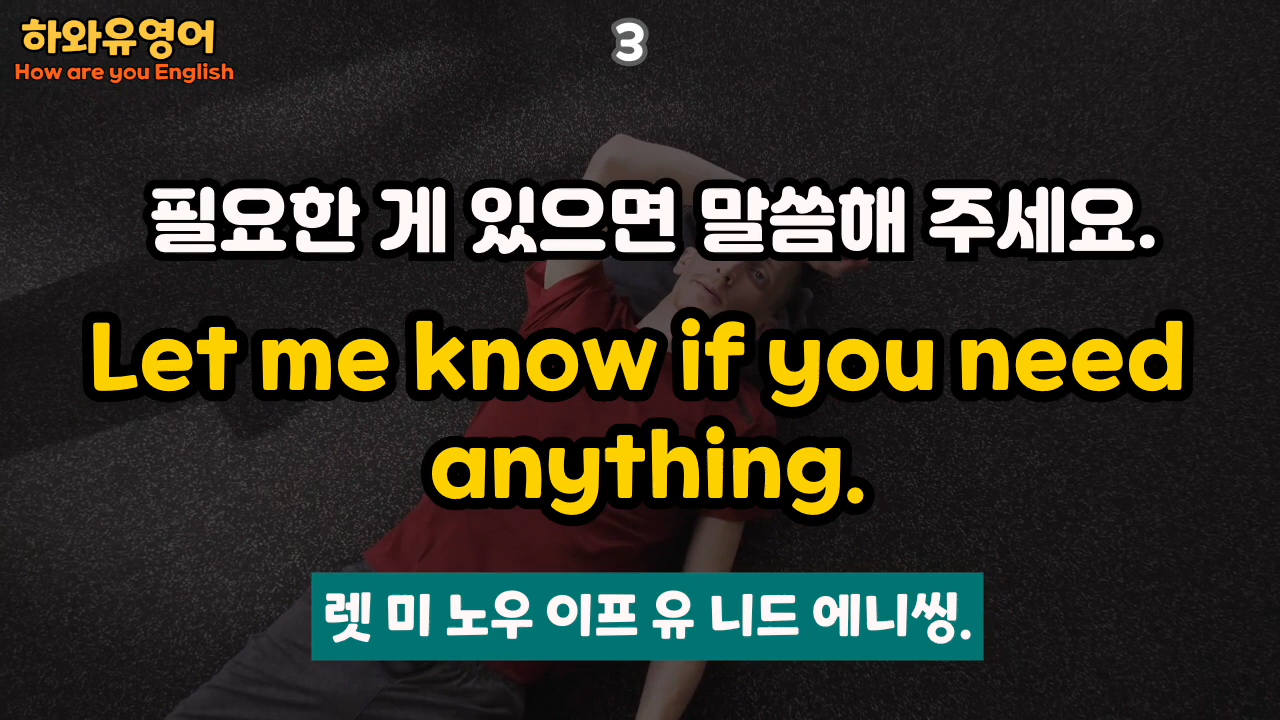 하와유영어
How are you English
3
필요한 게 있으면 말씀해 주세요.
Let me know if you need
anything.
렛 미 노우 이프 유 니드 에니씽.